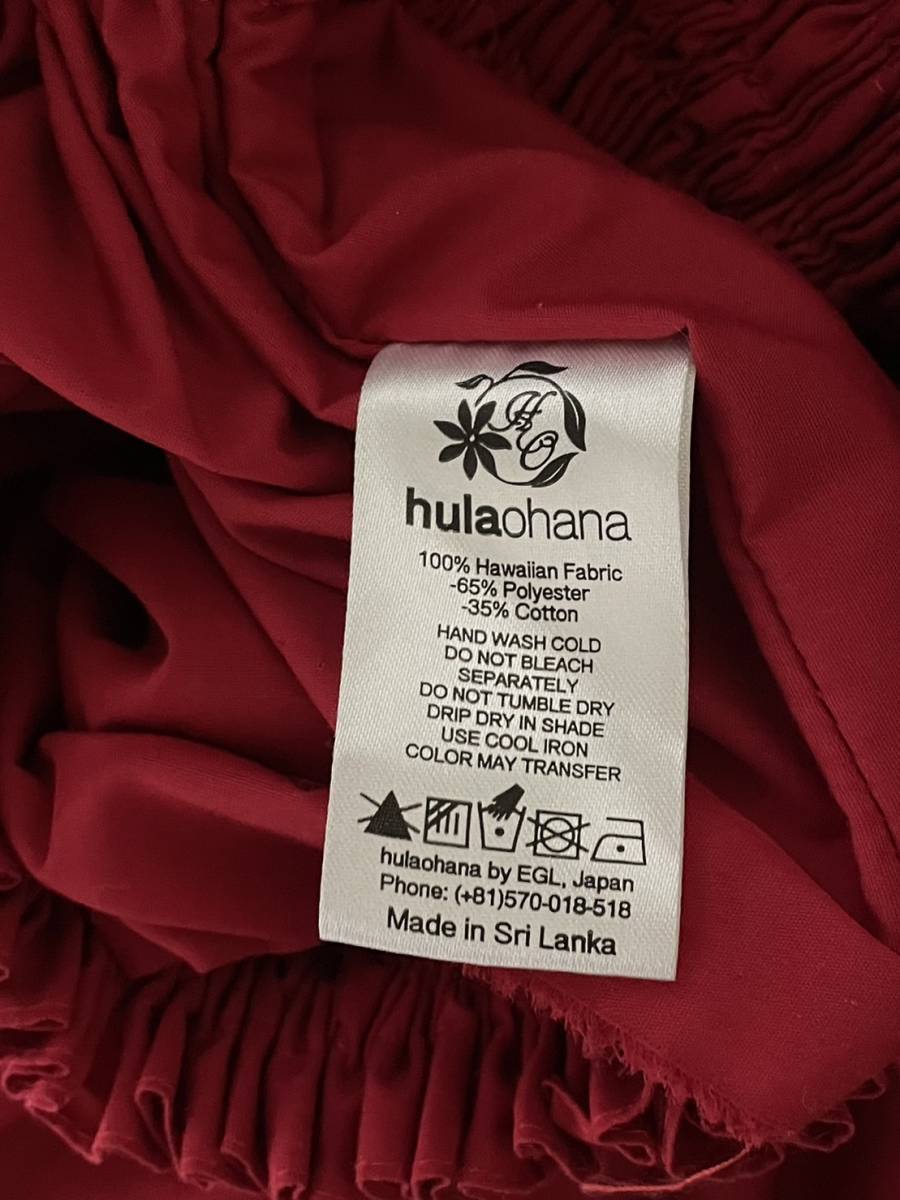 HO
hulaohana
100% Hawaiian Fabric
-65% Polyester
-35% Cotton
HAND WASH COLD
DO NOT BLEACH
SEPARATELY
DO NOT TUMBLE DRY
DRIP DRY IN SHADE
USE COOL IRON
COLOR MAY TRANSFER
hulaohana by EGL, Japan
Phone: (+81)570-018-518
Made in Sri Lanka